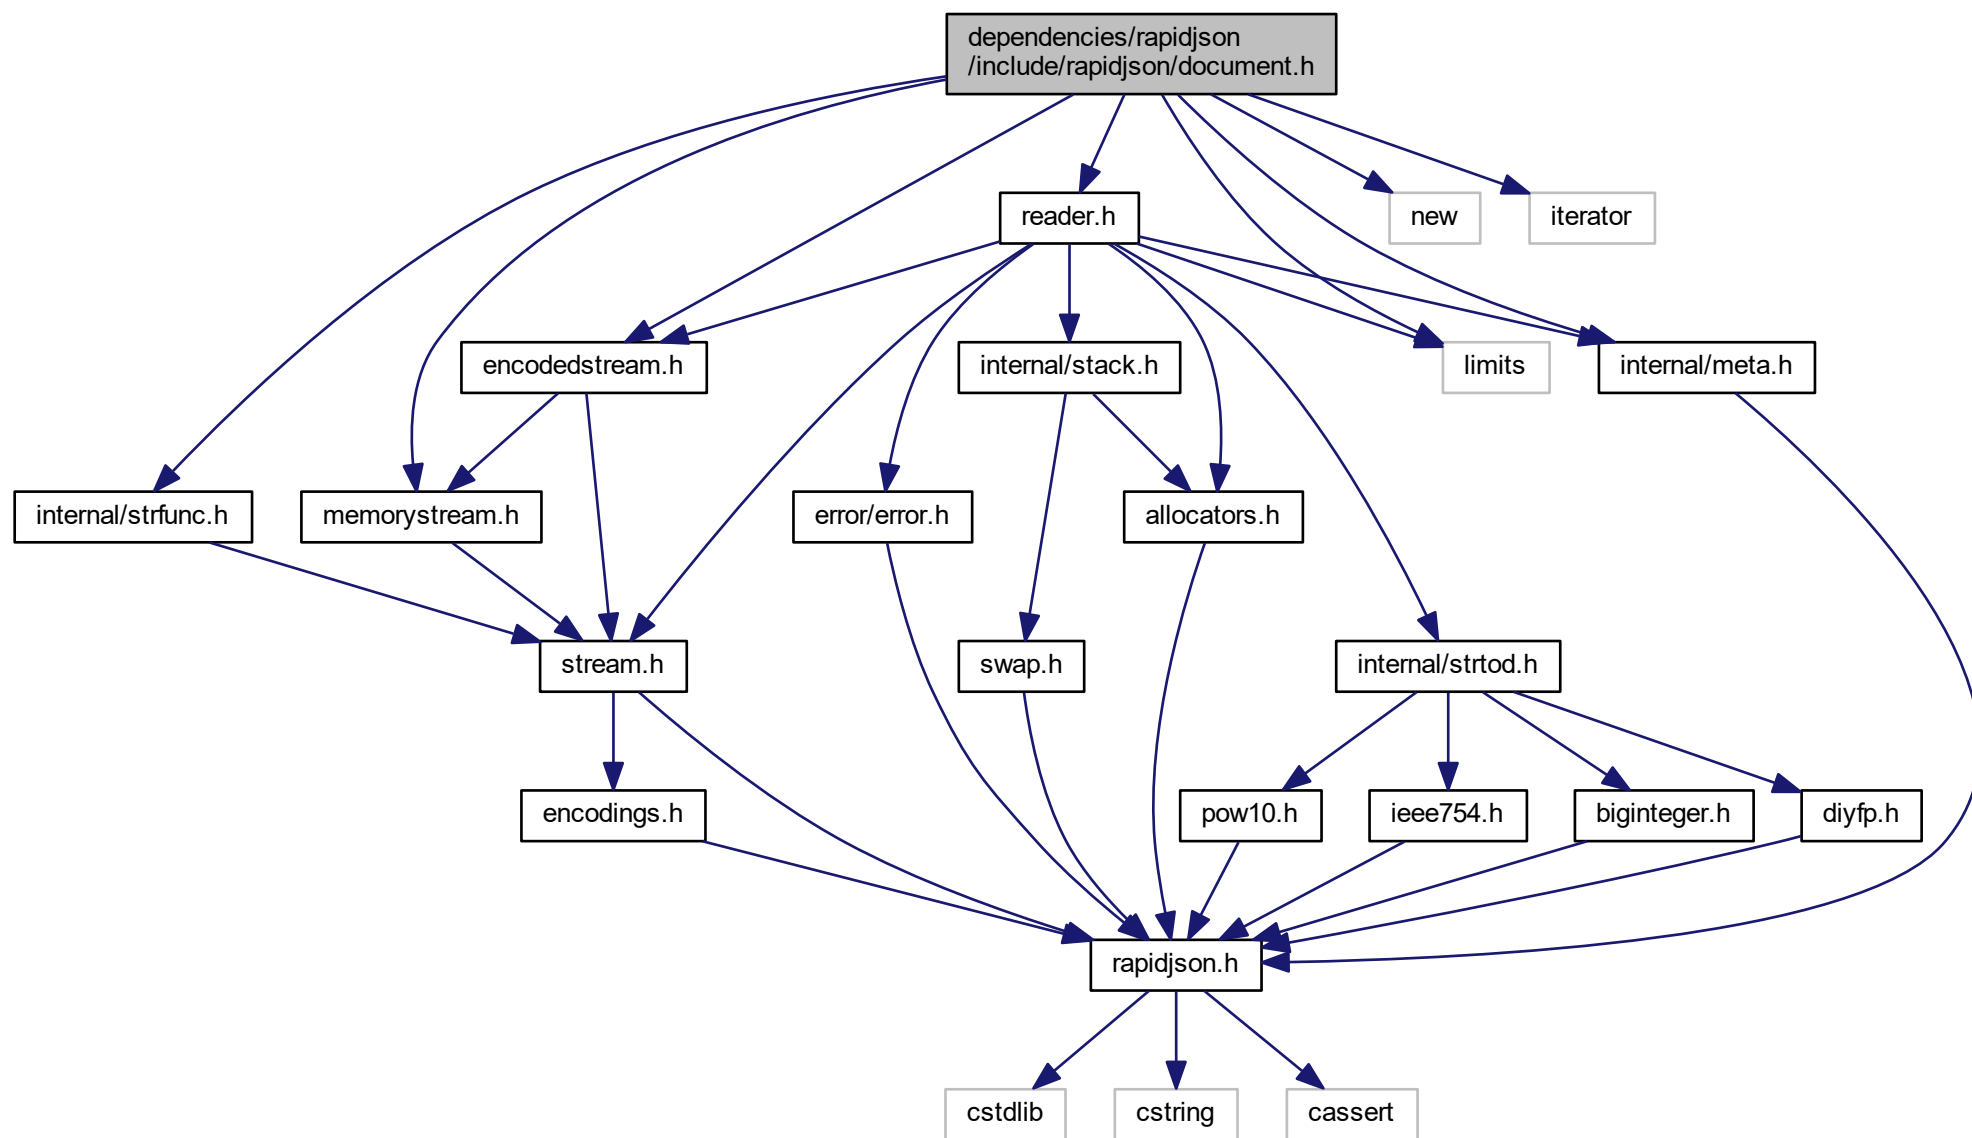 dependencies/rapidjson
/include/rapidjson/document.h
reader.h
new
iterator
encodedstream.h
internal/stack.h
limits
internal/meta.h
internal/strfunc.h
memorystream.h
error/error.h
allocators.h
stream.h
swap.h
internal/strtod.h
encodings.h
pow10.h
ieee754.h
biginteger.h
diyfp.h
rapidjson.h
cstdlib
cstring
cassert